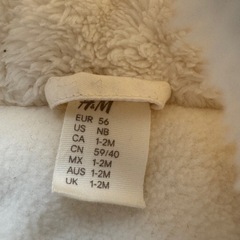 H&M
EUR 56
US NB
CA 1-2M
CN 59/40
MX 1-2M
AUS 1-2M
UK 1-2M